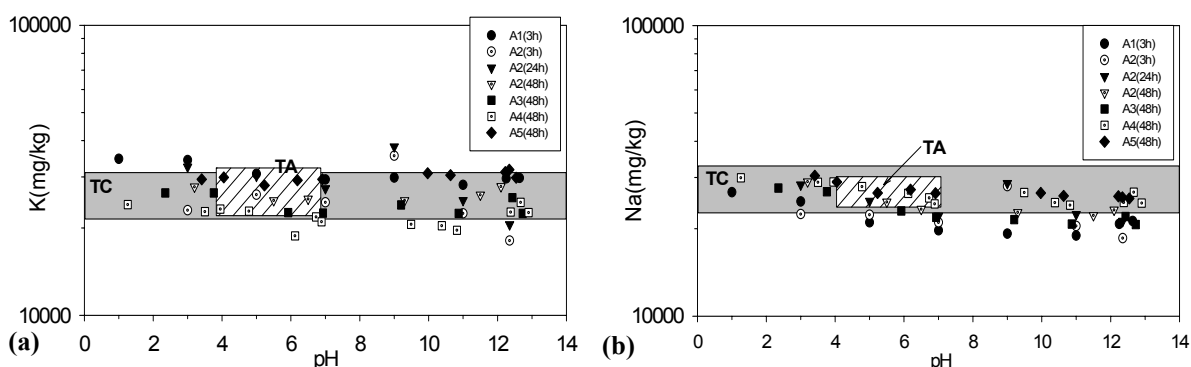 100000
A1(3h)
A2(3h)
A2(24h)
A2(48h)
A3(48h)
A4(48h)
A5(48h)
TA
TC
K(mg/kg)
10000
0 2 4 6 8 10 12 14
(a)
pH
100000
A1(3h)
A2(3h)
A2(24h)
A2(48h)
A3(48h)
A4(48h)
A5(48h)
TA
TC
Na(mg/kg)
10000
0 2 4 6 8 10 12 14
(b)
pH